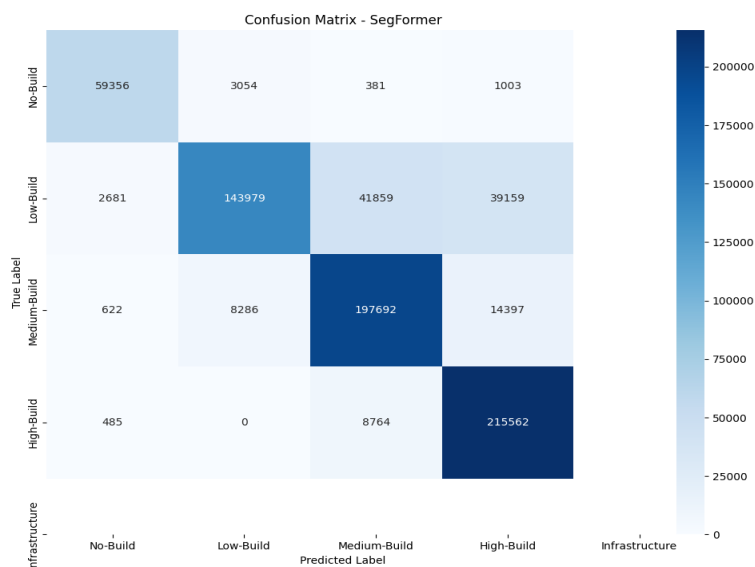 Confusion Matrix - SegFormer
No-Build 59356 3054 381 1003
Low-Build 2681 143979 41859 39159
Medium-Build 622 8286 197692 14397
High-Build 485 0 8764 215562
nfrastructure
True Label
No-Build Low-Build Medium-Build High-Build Infrastructure
Predicted Label
200000
175000
150000
125000
100000
75000
50000
25000
0